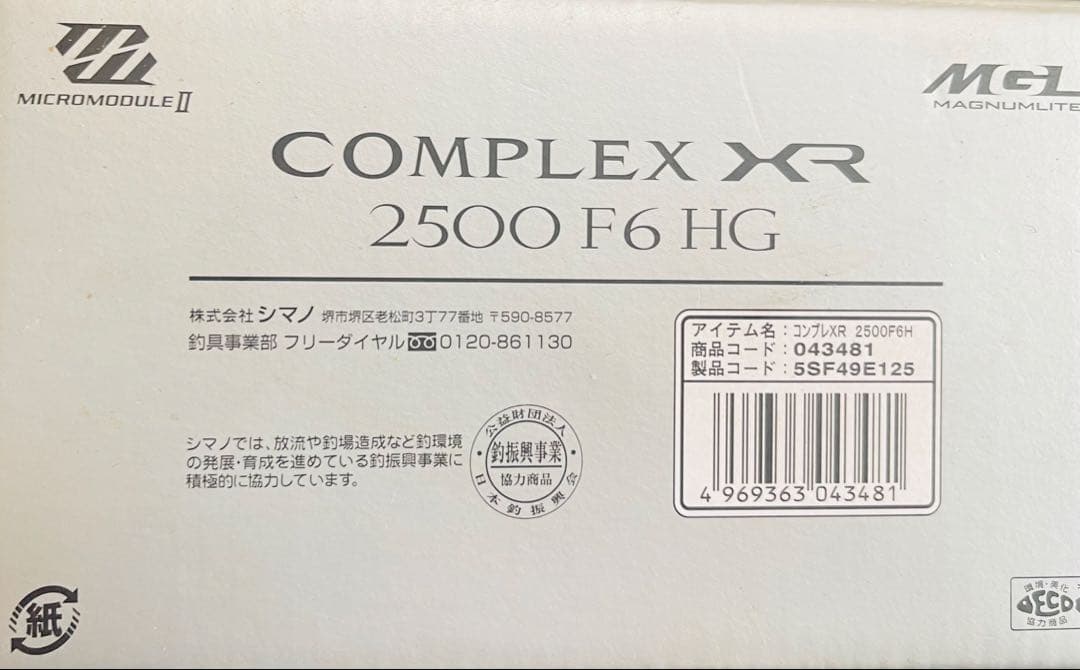 MICROMODULE II
MGL
MAGNUMLITE
COMPLEX XR
2500 F6 HG
株式会社 シマノ 堺市堺区老松町3丁77番地 〒590-8577
釣具事業部 フリーダイヤル 0120-861130
アイテム名：コンプレXR 2500F6H
商品コード：043481
製品コード：5SF49E125
4 969363 043481
シマノでは、放流や釣場造成など釣環境
の発展・育成を進めている釣振興事業に
積極的に協力しています。
公益財団法人
釣振興事業
協力商品
日本釣振興会
紙
環境・美化
協力商品